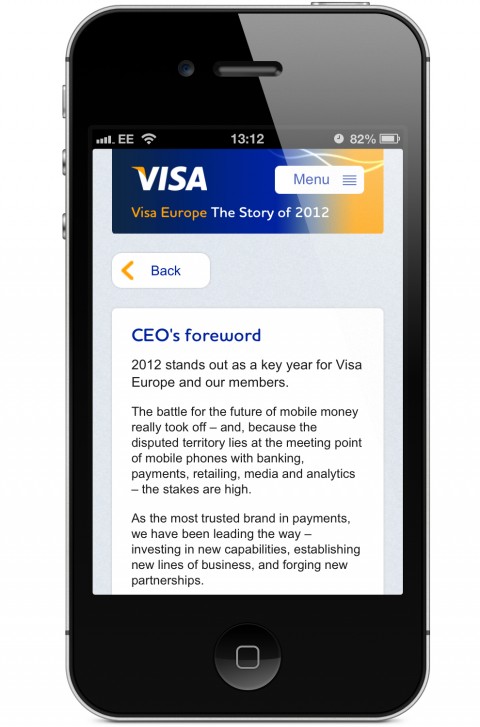 EE 13:12 82%
VISA
Menu
Visa Europe The Story of 2012
Back
CEO's foreword
2012 stands out as a key year for Visa
Europe and our members.
The battle for the future of mobile money
really took off – and, because the
disputed territory lies at the meeting point
of mobile phones with banking,
payments, retailing, media and analytics
– the stakes are high.
As the most trusted brand in payments,
we have been leading the way –
investing in new capabilities, establishing
new lines of business, and forging new
partnerships.